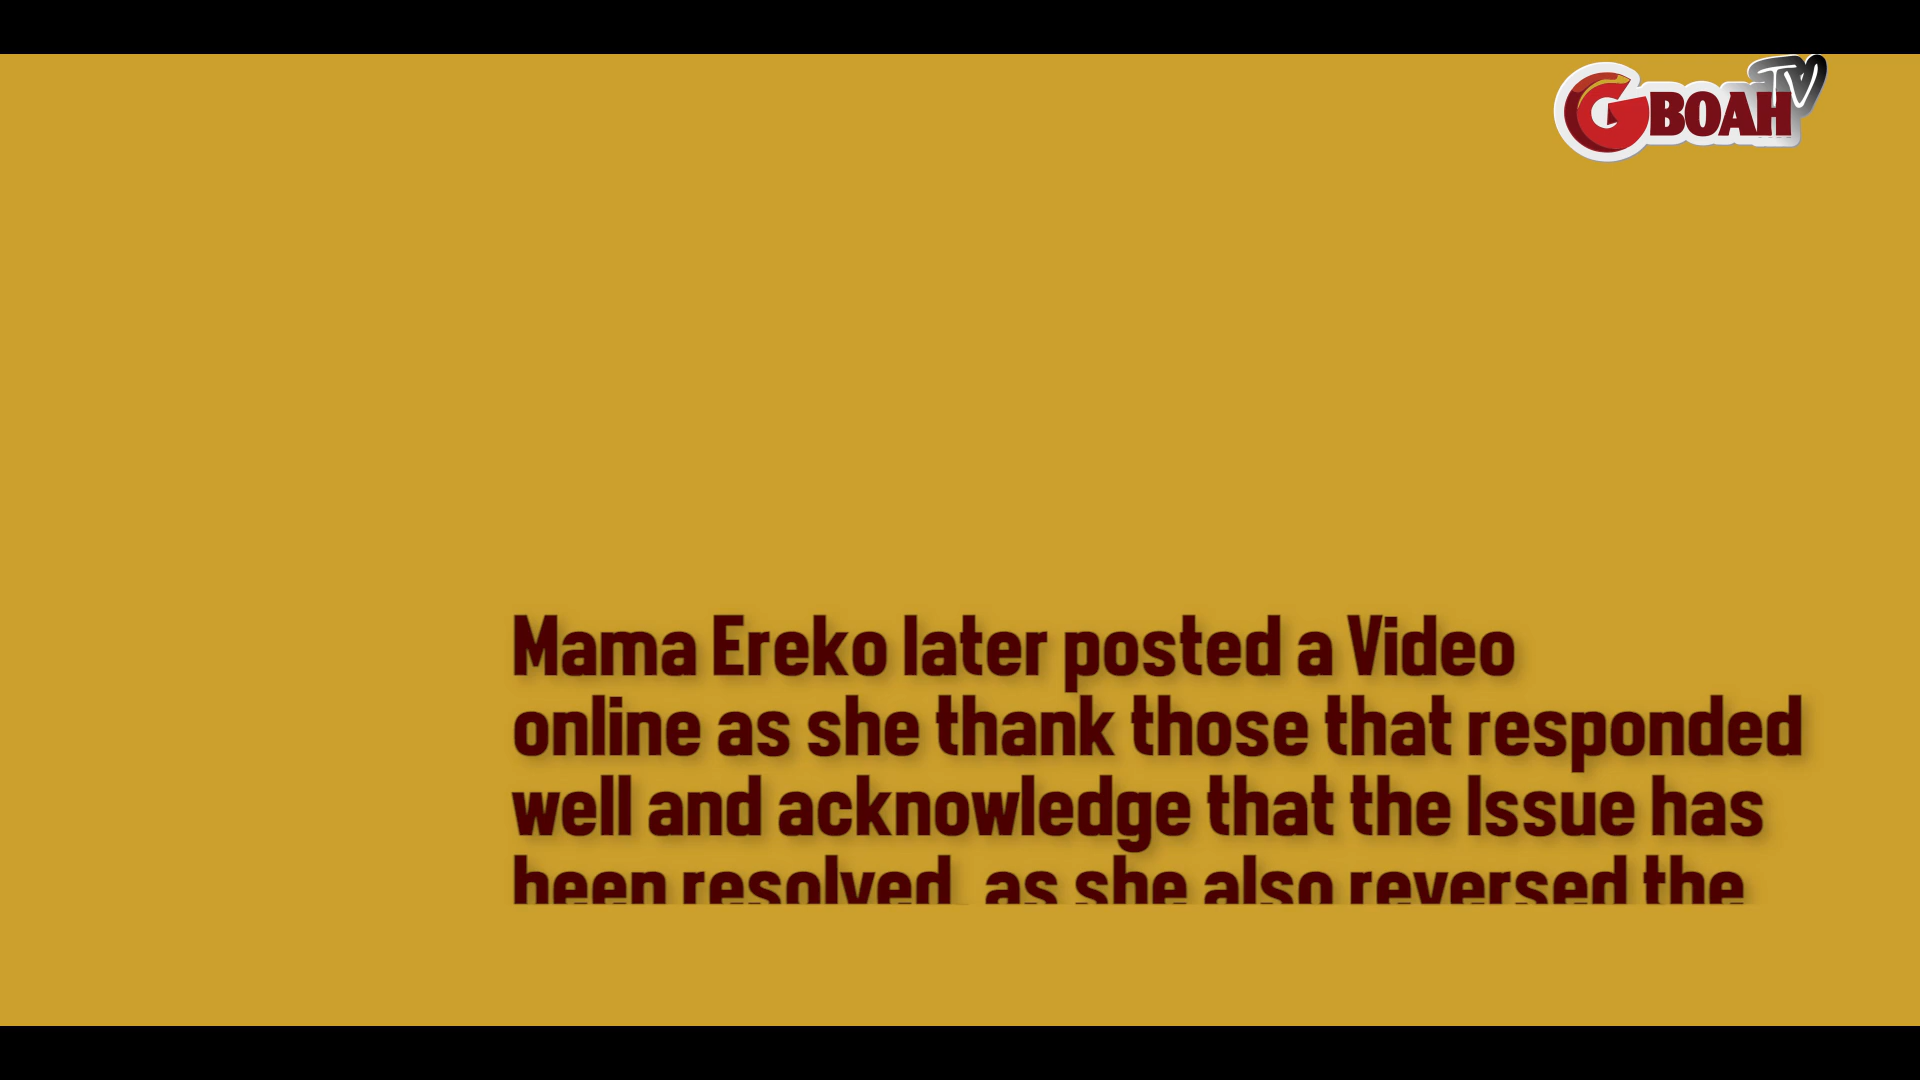 GBOAH TV
Mama Ereko later posted a Video
online as she thank those that responded
well and acknowledge that the Issue has
been resolved, as she also reversed the